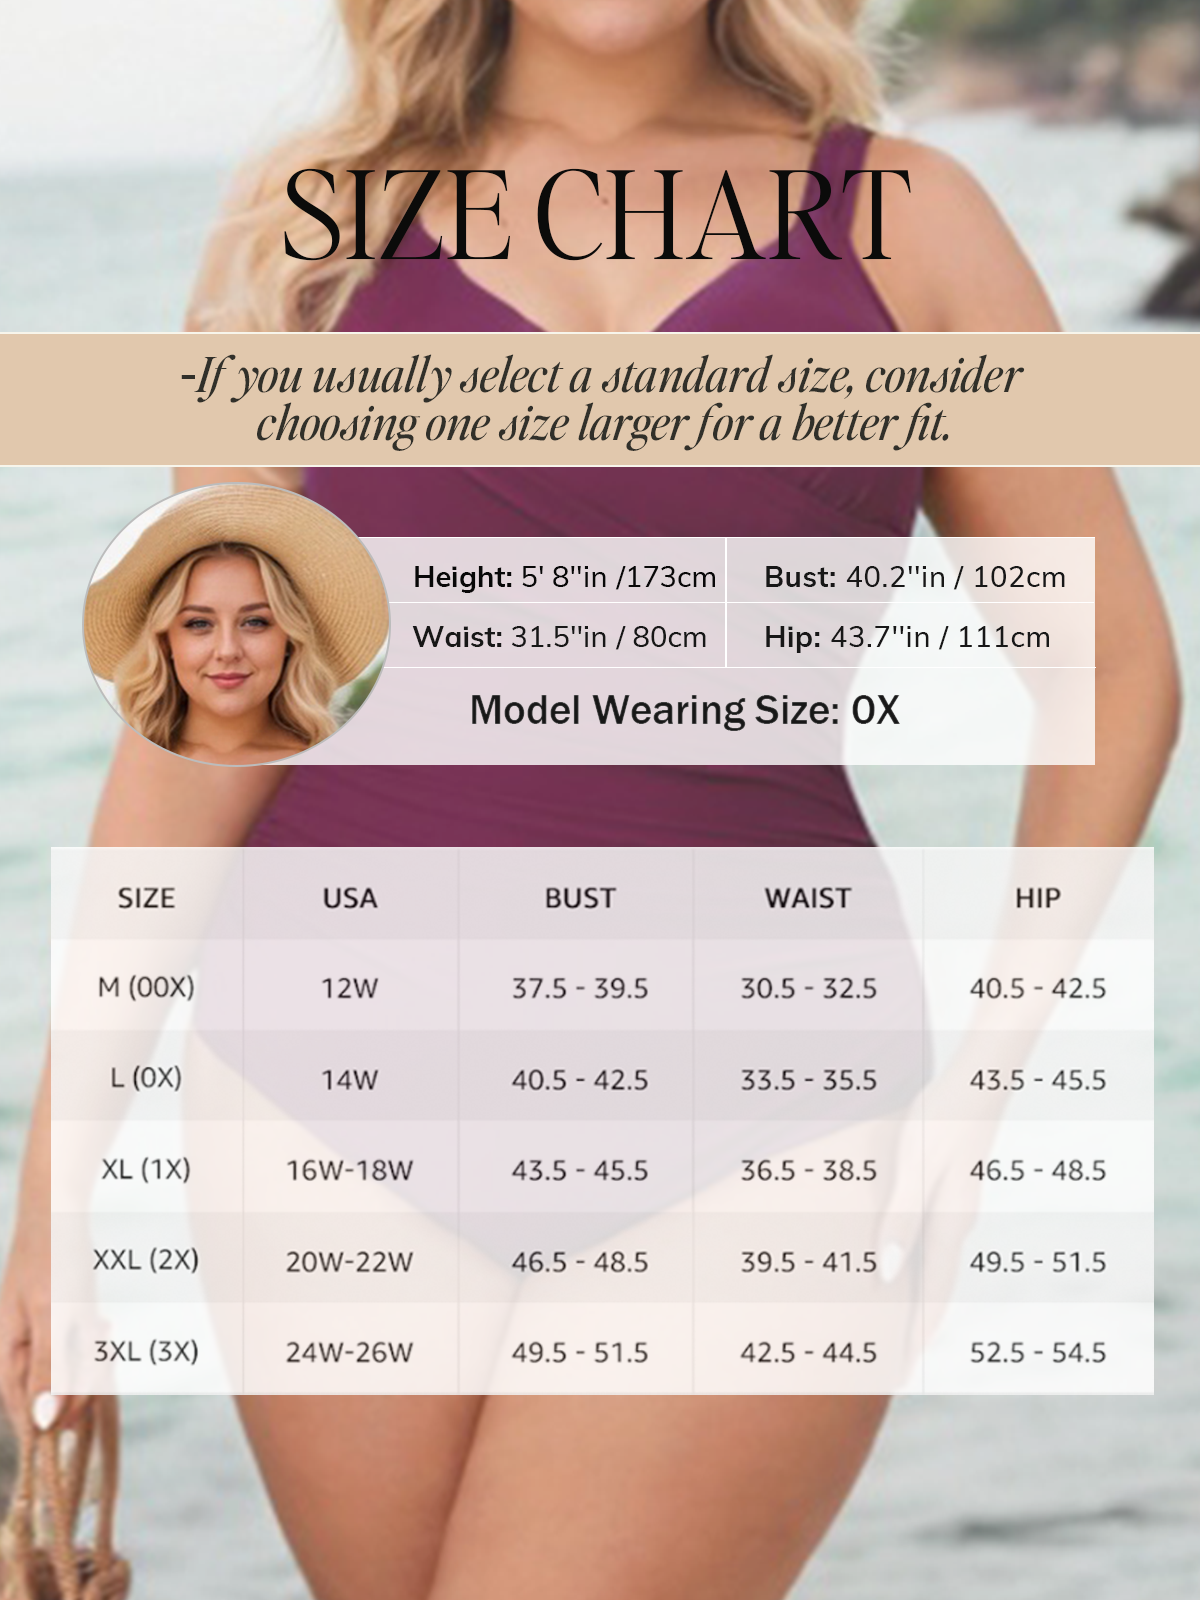 SIZE CHART
-If you usually select a standard size, consider
choosing one size larger for a better fit.
Height: 5' 8''in /173cm Bust: 40.2''in / 102cm
Waist: 31.5''in / 80cm Hip: 43.7''in / 111cm
Model Wearing Size: 0X
SIZE USA BUST WAIST HIP
M (00X) 12W 37.5 - 39.5 30.5 - 32.5 40.5 - 42.5
L (0X) 14W 40.5 - 42.5 33.5 - 35.5 43.5 - 45.5
XL (1X) 16W-18W 43.5 - 45.5 36.5 - 38.5 46.5 - 48.5
XXL (2X) 20W-22W 46.5 - 48.5 39.5 - 41.5 49.5 - 51.5
3XL (3X) 24W-26W 49.5 - 51.5 42.5 - 44.5 52.5 - 54.5